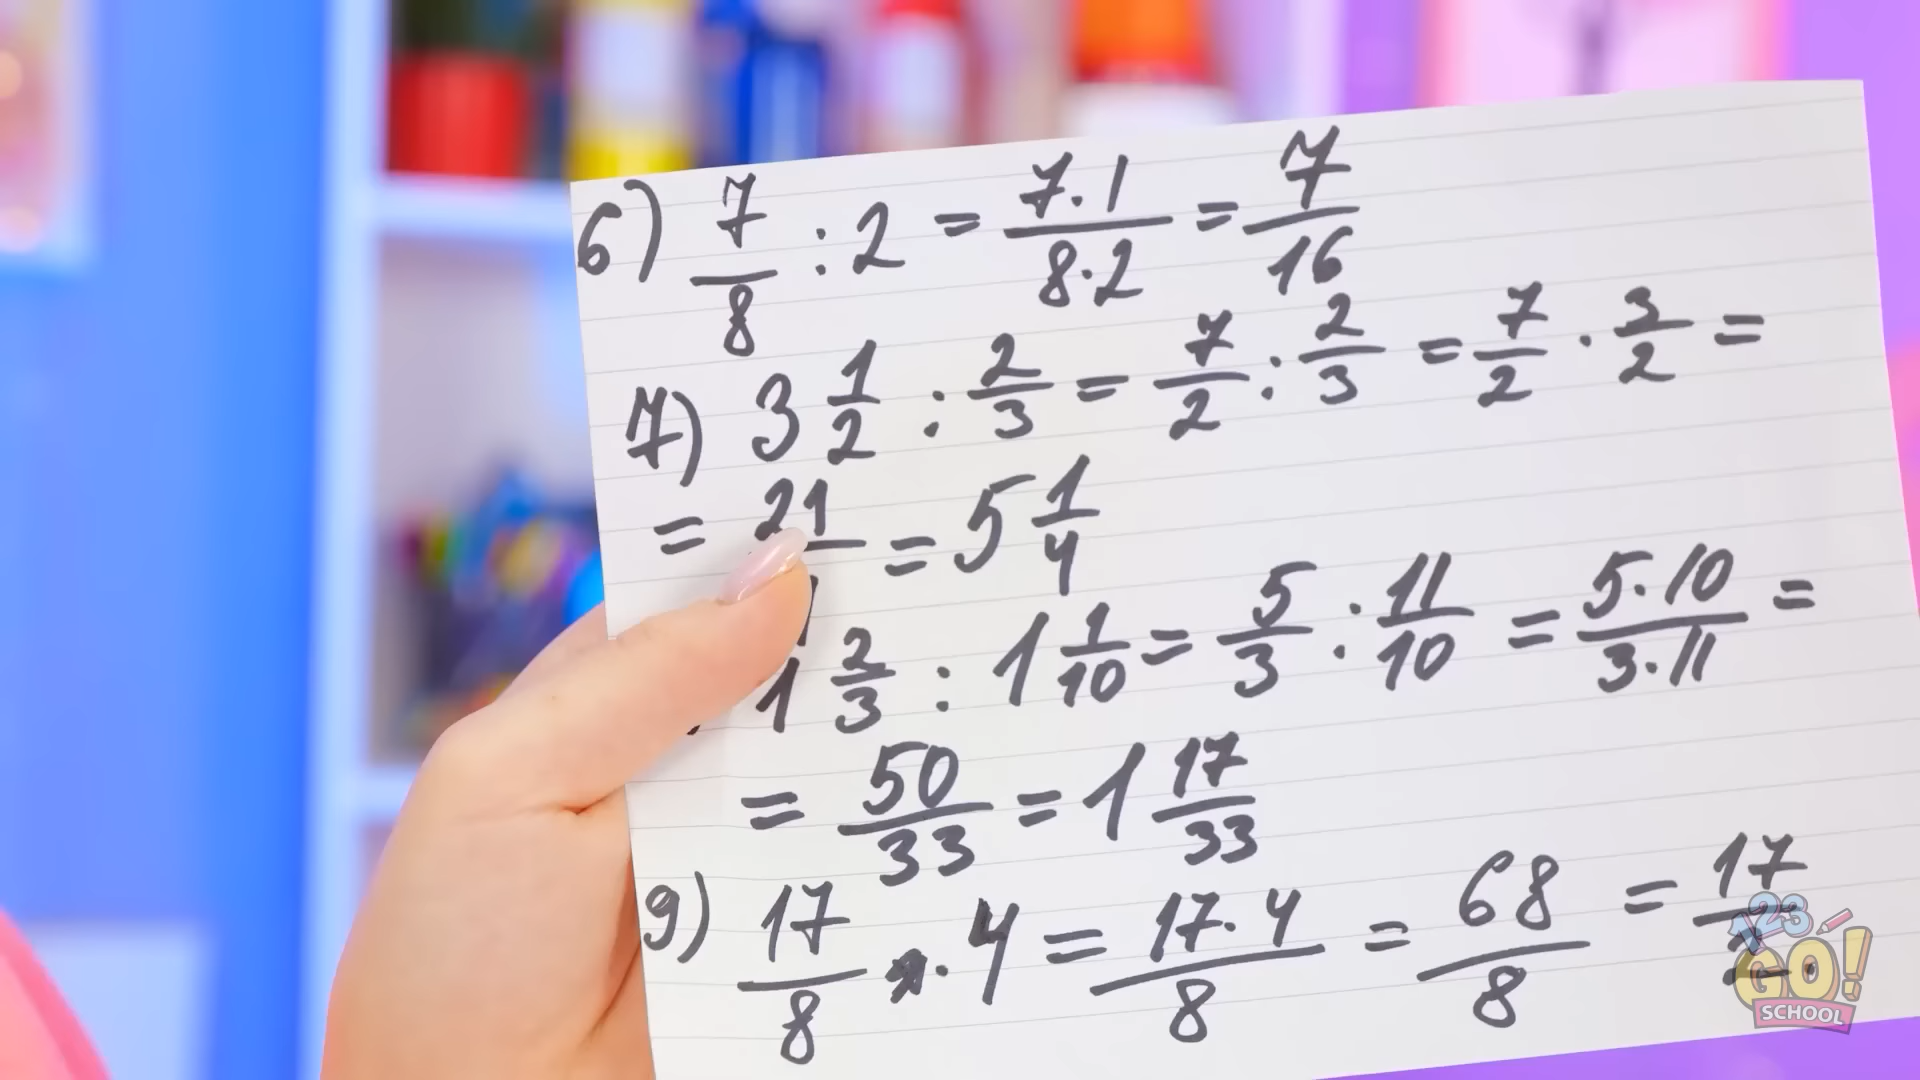 6) 7/8 : 2 = 7·1/8·2 = 7/16
7) 3 1/2 : 2/3 = 7/2 : 2/3 = 7/2 · 3/2 =
= 21/ = 5 1/4
1 2/3 : 1 1/10 = 5/3 : 11/10 = 5·10/3·11 =
= 50/33 = 1 17/33
9) 17/8 · 4 = 17·4/8 = 68/8 = 17/2
123 GO! SCHOOL